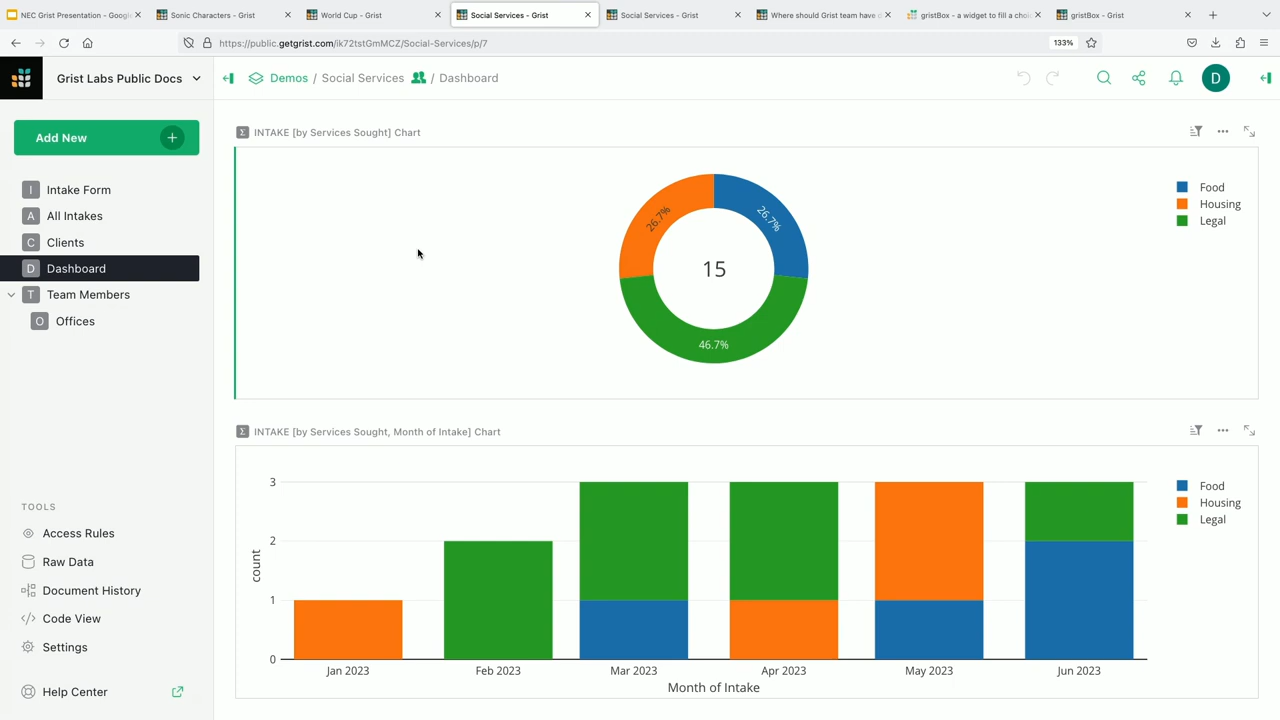 NEC Grist Presentation - Googl
Sonic Characters - Grist
World Cup - Grist
Social Services - Grist
Social Services - Grist
Where should Grist team have
gristBox - a widget to fill a choi
gristBox - Grist
https://public.getgrist.com/ik72tstGmMCZ/Social-Services/p/7
133%
Grist Labs Public Docs
Demos / Social Services / Dashboard
D
Add New
I Intake Form
A All Intakes
C Clients
D Dashboard
T Team Members
O Offices
TOOLS
Access Rules
Raw Data
Document History
Code View
Settings
Help Center
Σ INTAKE [by Services Sought] Chart
26.7%
26.7%
15
46.7%
Food
Housing
Legal
Σ INTAKE [by Services Sought, Month of Intake] Chart
3
2
1
0
count
Jan 2023
Feb 2023
Mar 2023
Apr 2023
May 2023
Jun 2023
Month of Intake
Food
Housing
Legal